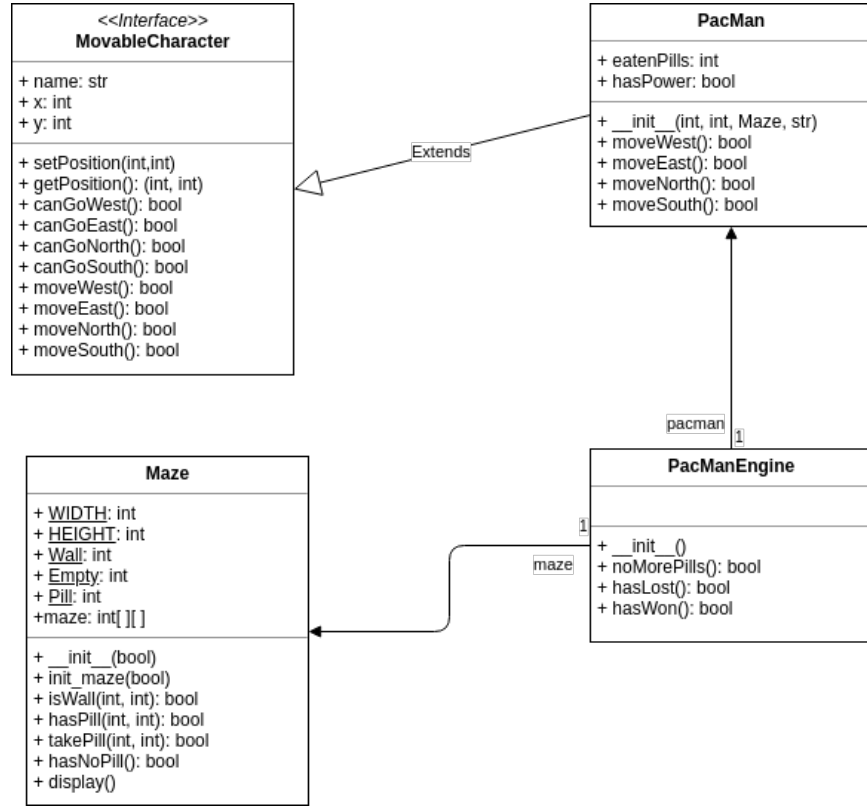 <<Interface>>
MovableCharacter
+ name: str
+ x: int
+ y: int
+ setPosition(int,int)
+ getPosition(): (int, int)
+ canGoWest(): bool
+ canGoEast(): bool
+ canGoNorth(): bool
+ canGoSouth(): bool
+ moveWest(): bool
+ moveEast(): bool
+ moveNorth(): bool
+ moveSouth(): bool
Extends
PacMan
+ eatenPills: int
+ hasPower: bool
+ __init__(int, int, Maze, str)
+ moveWest(): bool
+ moveEast(): bool
+ moveNorth(): bool
+ moveSouth(): bool
pacman
1
Maze
+ WIDTH: int
+ HEIGHT: int
+ Wall: int
+ Empty: int
+ Pill: int
+maze: int[ ][ ]
+ __init__(bool)
+ init_maze(bool)
+ isWall(int, int): bool
+ hasPill(int, int): bool
+ takePill(int, int): bool
+ hasNoPill(): bool
+ display()
1
maze
PacManEngine
+ __init__()
+ noMorePills(): bool
+ hasLost(): bool
+ hasWon(): bool